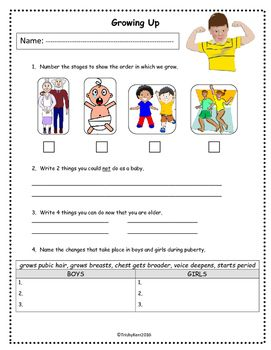 Growing Up
Name:
1. Number the stages to show the order in which we grow.
2. Write 2 things you could not do as a baby.
3. Write 4 things you can do now that you are older.
4. Name the changes that take place in boys and girls during puberty.
grows pubic hair, grows breasts, chest gets broader, voice deepens, starts period
BOYS GIRLS
1. 1.
2. 2.
3. 3.
©TrishyKent2016